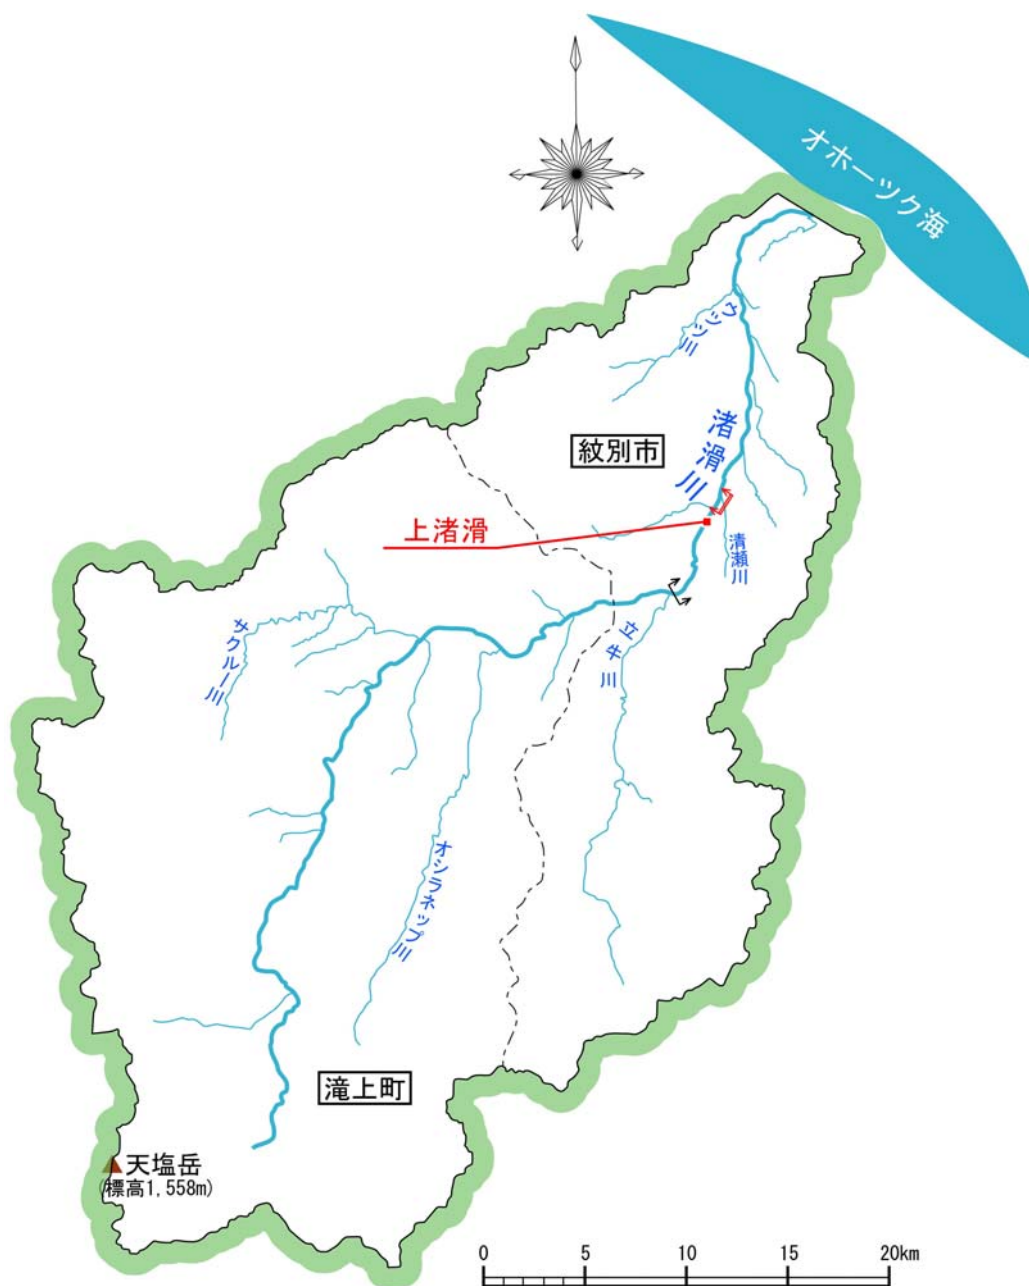 オホーツク海
ウツツ川
渚滑川
紋別市
上渚滑
清瀬川
サクルー川
立牛川
オシラネップ川
滝上町
天塩岳
(標高1,558m)
0 5 10 15 20km